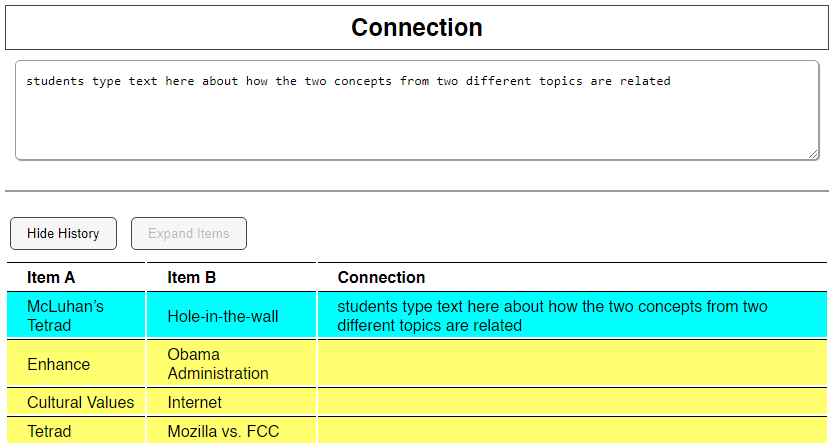 Connection
students type text here about how the two concepts from two different topics are related
Hide History Expand Items
Item A Item B Connection
McLuhan’s Tetrad Hole-in-the-wall students type text here about how the two concepts from two different topics are related
Enhance Obama Administration
Cultural Values Internet
Tetrad Mozilla vs. FCC